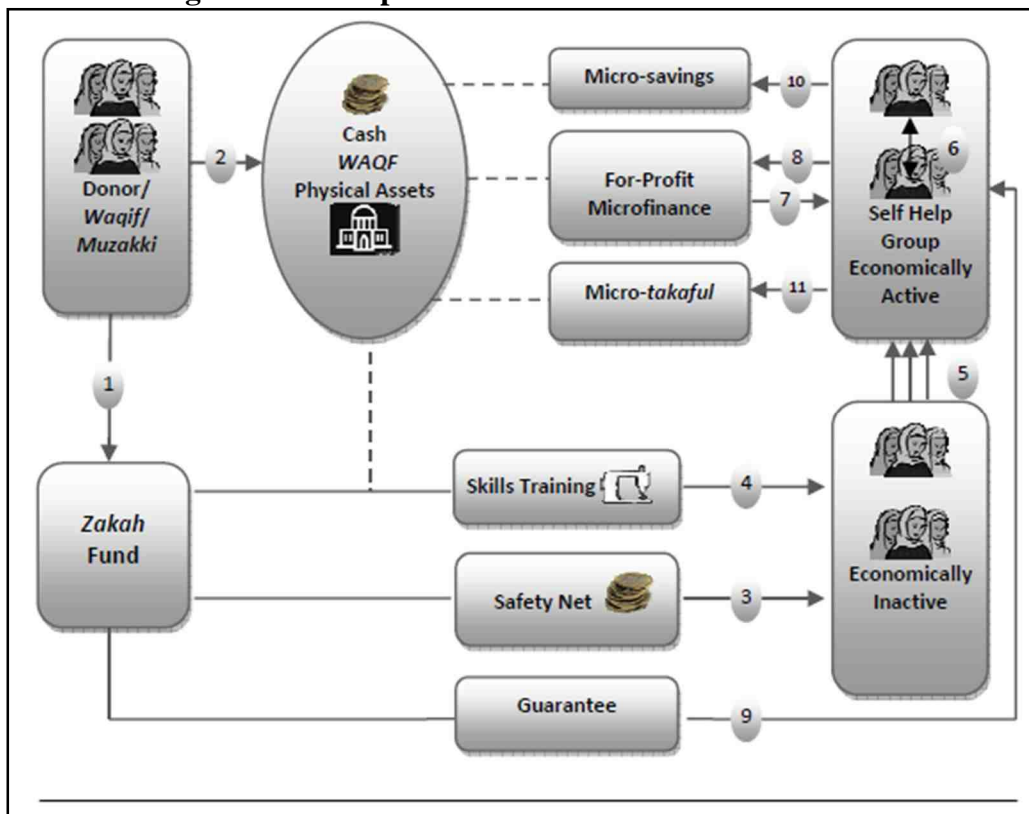 Micro-savings
10
Cash
WAQF
Physical Assets
2
Donor/
Waqif/
Muzakki
For-Profit
Microfinance
8
7
6
Self Help
Group
Economically
Active
Micro-takaful
11
1
5
Zakah
Fund
Skills Training
4
Safety Net
3
Economically
Inactive
Guarantee
9